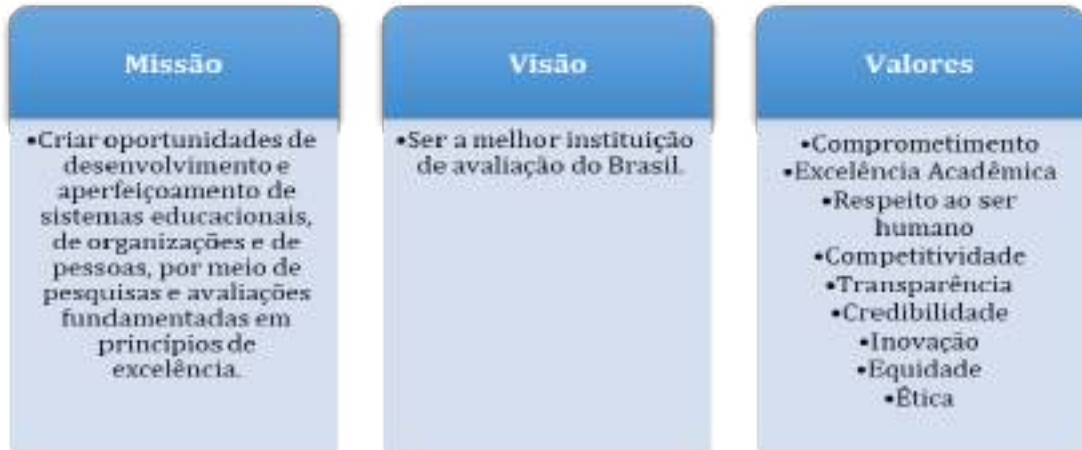 Missão
•Criar oportunidades de
desenvolvimento e
aperfeiçoamento de
sistemas educacionais,
de organizações e de
pessoas, por meio de
pesquisas e avaliações
fundamentadas em
princípios de
excelência.
Visão
•Ser a melhor instituição
de avaliação do Brasil.
Valores
•Comprometimento
•Excelência Acadêmica
•Respeito ao ser
humano
•Competitividade
•Transparência
•Credibilidade
•Inovação
•Equidade
•Ética